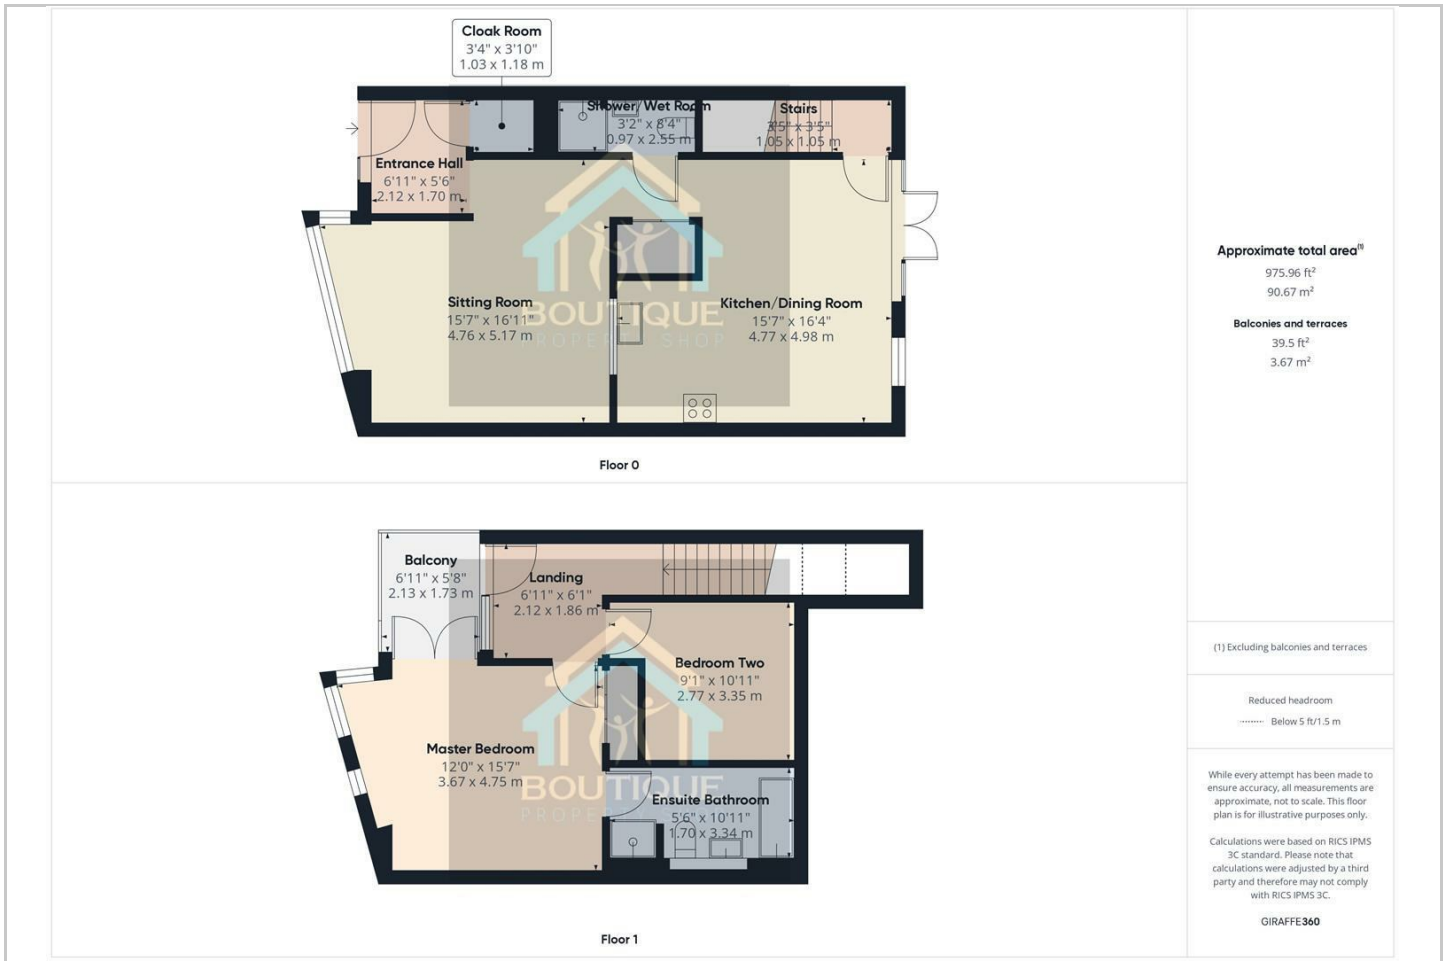 Cloak Room
3'4" x 3'10"
1.03 x 1.18 m
Shower/Wet Room
3'2" x 8'4"
0.97 x 2.55 m
Stairs
3'5" x 3'5"
1.05 x 1.05 m
Entrance Hall
6'11" x 5'6"
2.12 x 1.70 m
Sitting Room
15'7" x 16'11"
4.76 x 5.17 m
Kitchen/Dining Room
15'7" x 16'4"
4.77 x 4.98 m
BOUTIQUE
PROPERTY SHOP
Floor 0
Balcony
6'11" x 5'8"
2.13 x 1.73 m
Landing
6'11" x 6'1"
2.12 x 1.86 m
Bedroom Two
9'1" x 10'11"
2.77 x 3.35 m
Master Bedroom
12'0" x 15'7"
3.67 x 4.75 m
BOUTIQUE
PROPERTY SHOP
Ensuite Bathroom
5'6" x 10'11"
1.70 x 3.34 m
Floor 1
Approximate total area(1)
975.96 ft²
90.67 m²
Balconies and terraces
39.5 ft²
3.67 m²
(1) Excluding balconies and terraces
Reduced headroom
Below 5 ft/1.5 m
While every attempt has been made to
ensure accuracy, all measurements are
approximate, not to scale. This floor
plan is for illustrative purposes only.
Calculations were based on RICS IPMS
3C standard. Please note that
calculations were adjusted by a third
party and therefore may not comply
with RICS IPMS 3C.
GIRAFFE360